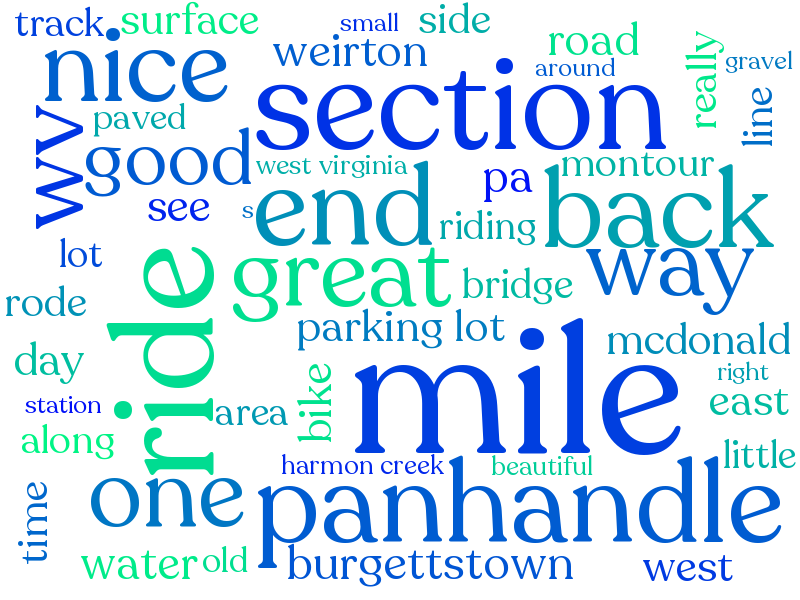 track
surface
small
side
nice
weirton
road
really
gravel
section
around
line
wv
paved
good
west virginia
pa
montour
see
s
end
riding
back
lot
ride
great
bridge
way
rode
parking lot
mcdonald
day
mile
right
station
area
bike
east
along
harmon creek
beautiful
little
time
one
panhandle
water
old
burgettstown
west